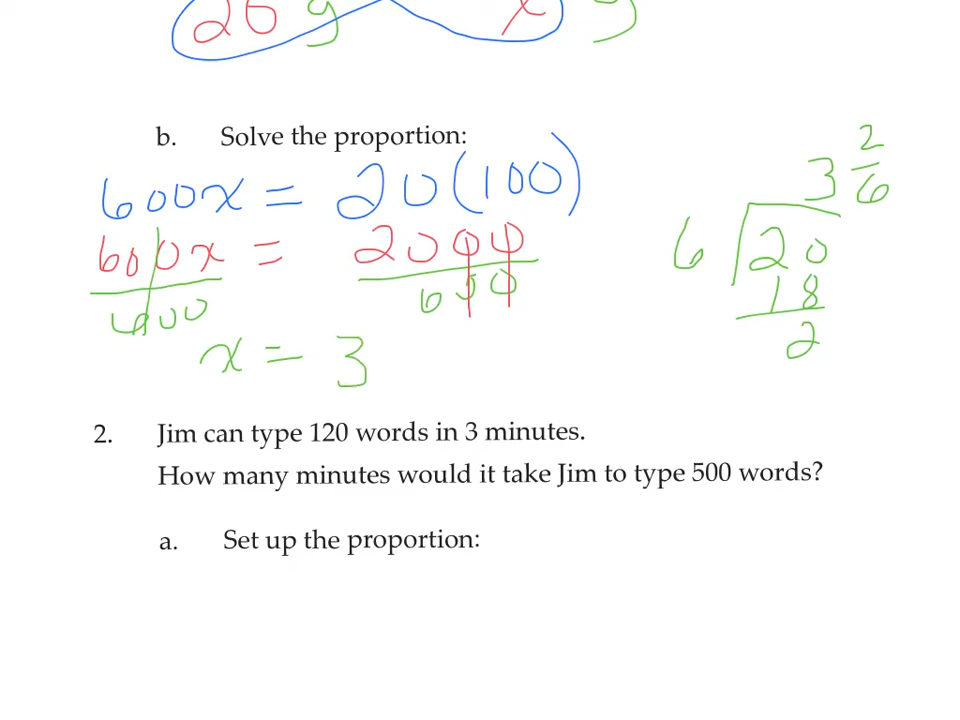 20 g x g
b. Solve the proportion:
600x = 20(100)
600x = 2000
600 600
x = 3
3 2/6
6 20
18
2
2. Jim can type 120 words in 3 minutes.
How many minutes would it take Jim to type 500 words?
a. Set up the proportion: